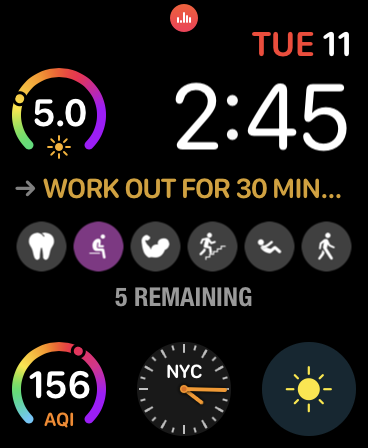 TUE 11
5.0
2:45
→ WORK OUT FOR 30 MIN...
5 REMAINING
156
AQI
NYC